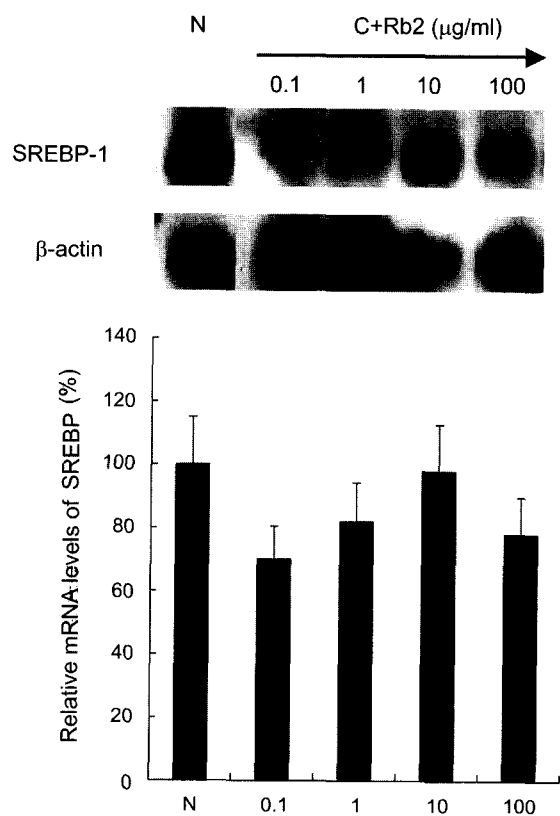 N C+Rb2 (μg/ml)
0.1 1 10 100
SREBP-1
β-actin
Relative mRNA levels of SREBP (%)
140
120
100
80
60
40
20
0
N 0.1 1 10 100